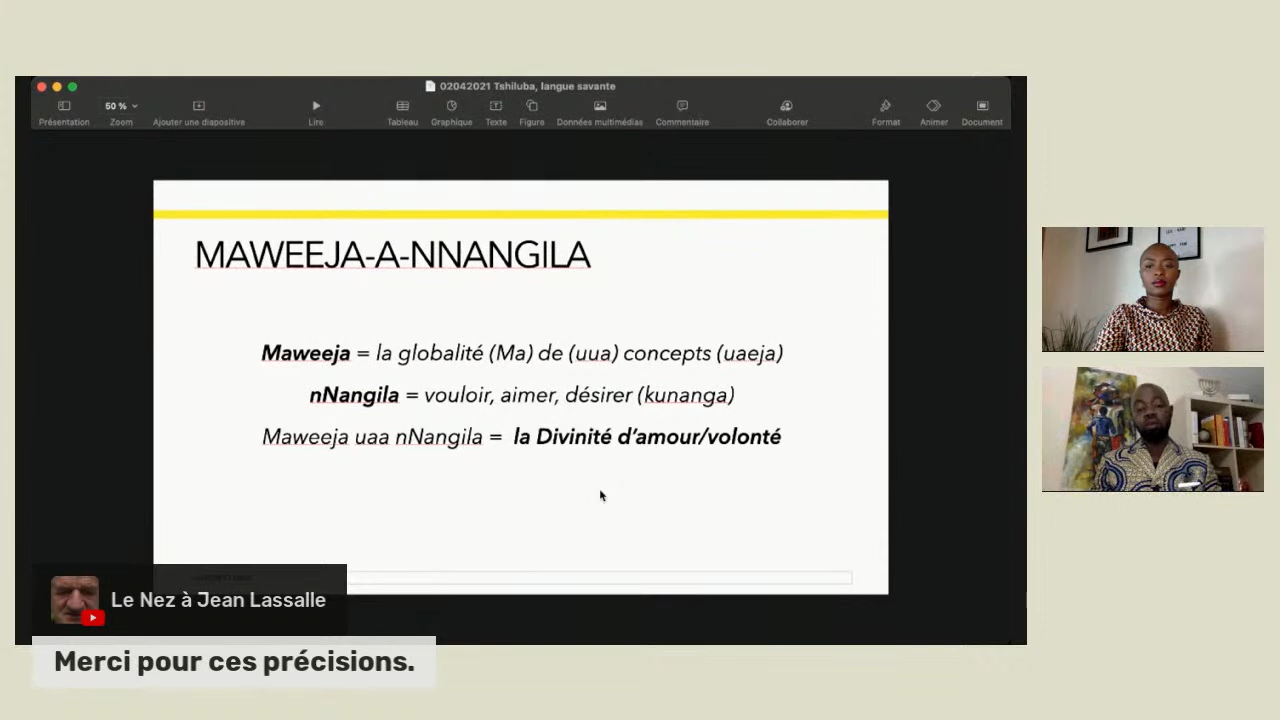 02042021 Tshiluba, langue savante
50 %
Présentation Zoom Ajouter une diapositive Lire Tableau Graphique Texte Figure Données multimédias Commentaire Collaborer Format Animer Document
MAWEEJA-A-NNANGILA
Maweeja = la globalité (Ma) de (uua) concepts (uaeja)
nNangila = vouloir, aimer, désirer (kunanga)
Maweeja uaa nNangila = la Divinité d’amour/volonté
Le Nez à Jean Lassalle
Merci pour ces précisions.